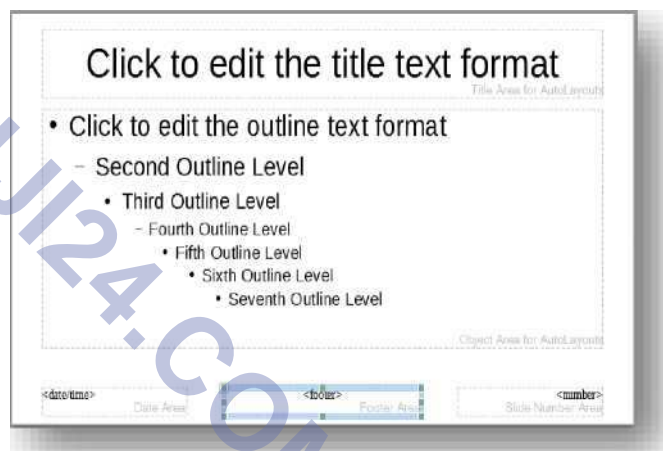 Click to edit the title text format
Title Area for AutoLayouts
• Click to edit the outline text format
– Second Outline Level
• Third Outline Level
– Fourth Outline Level
• Fifth Outline Level
• Sixth Outline Level
• Seventh Outline Level
Object Area for AutoLayouts
<date/time>
Date Area
<footer>
Footer Area
<number>
Slide Number Area
UJI24.COM